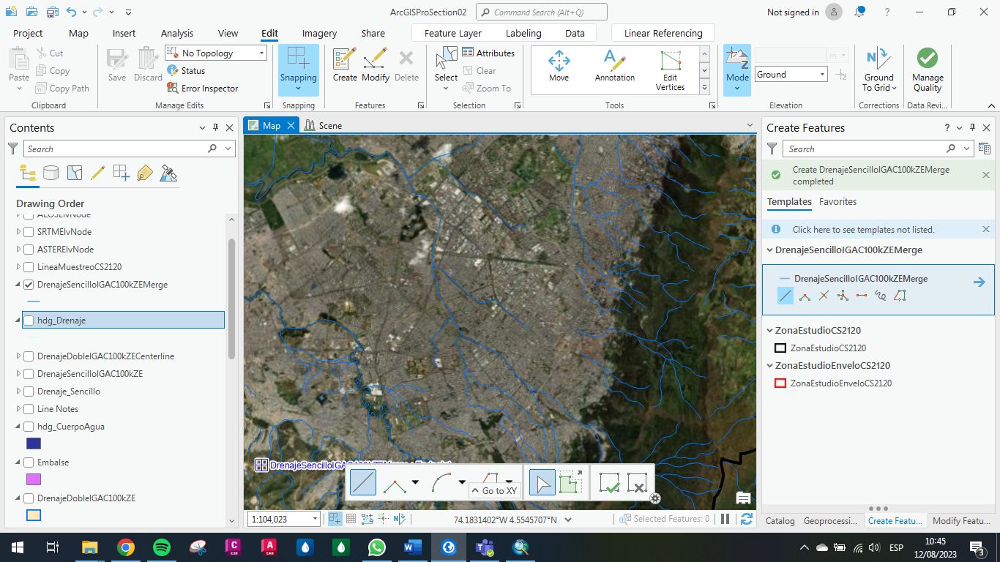 ArcGISProSection02
Command Search (Alt+Q)
Not signed in
?
Project
Map
Insert
Analysis
View
Edit
Imagery
Share
Feature Layer
Labeling
Data
Linear Referencing
Paste
Cut
Copy
Copy Path
Clipboard
Save
Discard
No Topology
Status
Error Inspector
Manage Edits
Snapping
Snapping
Create
Modify
Delete
Features
Select
Attributes
Clear
Zoom To
Selection
Move
Annotation
Edit
Vertices
Tools
Mode
m
Ground
Elevation
Ground
To Grid
Corrections
Manage
Quality
Data Revi...
Contents
Search
Drawing Order
ALOSElvNode
SRTMElvNode
ASTERElvNode
LineaMuestreoCS2120
DrenajeSencilloIGAC100kZEMerge
hdg_Drenaje
DrenajeDobleIGAC100kZECenterline
DrenajeSencilloIGAC100kZE
Drenaje_Sencillo
Line Notes
hdg_CuerpoAgua
Embalse
DrenajeDobleIGAC100kZE
Map
Scene
Go to XY
1:104,023
74.1831402°W 4.5545707°N
Selected Features: 0
Create Features
?
Search
Create DrenajeSencilloIGAC100kZEMerge
completed
Templates
Favorites
Click here to see templates not listed.
DrenajeSencilloIGAC100kZEMerge
DrenajeSencilloIGAC100kZEMerge
ZonaEstudioCS2120
ZonaEstudioCS2120
ZonaEstudioEnveloCS2120
ZonaEstudioEnveloCS2120
Catalog
Geoprocessi...
Create Featu...
Modify Featu...
C
C3D
A
CAD
W
ESP
10:45
12/08/2023
3